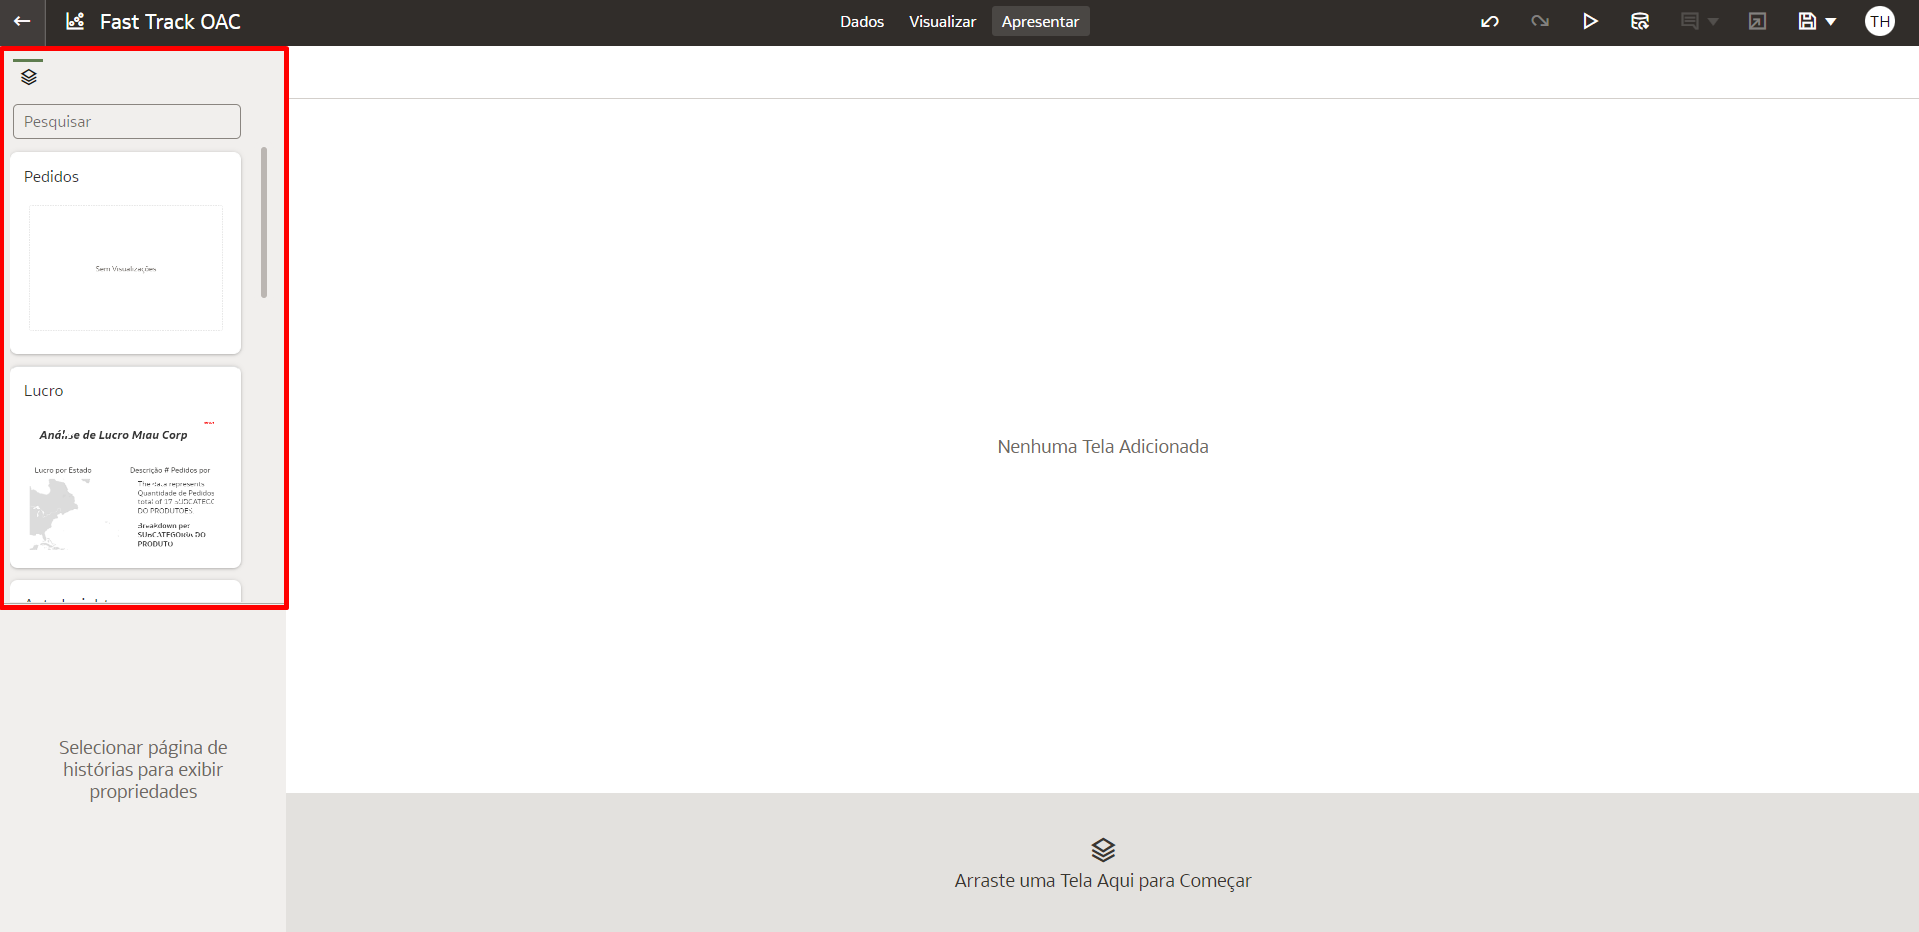 Fast Track OAC
Dados Visualizar Apresentar
TH
Pesquisar
Pedidos
Sem Visualizações
Lucro
Análise de Lucro Miau Corp
Lucro por Estado
Descrição # Pedidos por
The data represents
Quantidade de Pedidos
total of 17 SUBCATEGO
DO PRODUTOES.
Breakdown per
SUBCATEGORIA DO
PRODUTO
Nenhuma Tela Adicionada
Selecionar página de
histórias para exibir
propriedades
Arraste uma Tela Aqui para Começar